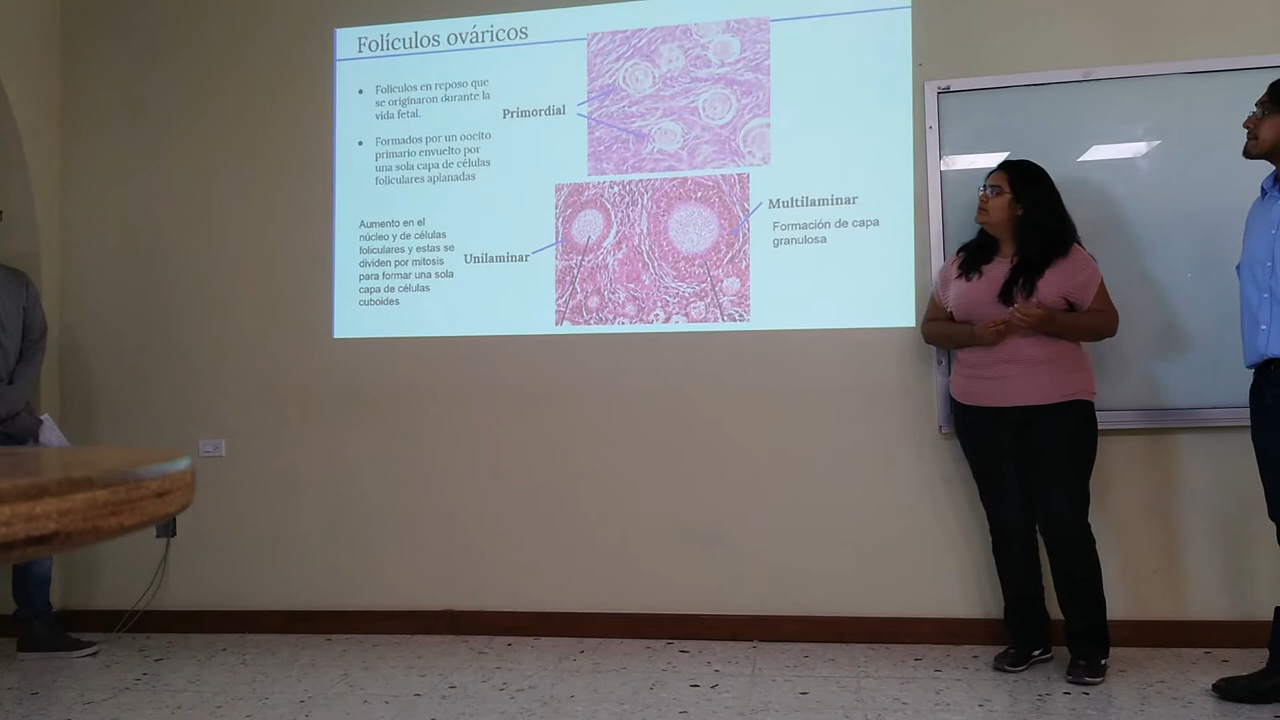 Folículos ováricos
Folículos en reposo que
se originaron durante la
vida fetal.
Formados por un oocito
primario envuelto por
una sola capa de células
foliculares aplanadas
Primordial
Aumento en el
núcleo y de células
foliculares y estas se
dividen por mitosis
para formar una sola
capa de células
cuboides
Unilaminar
Multilaminar
Formación de capa
granulosa